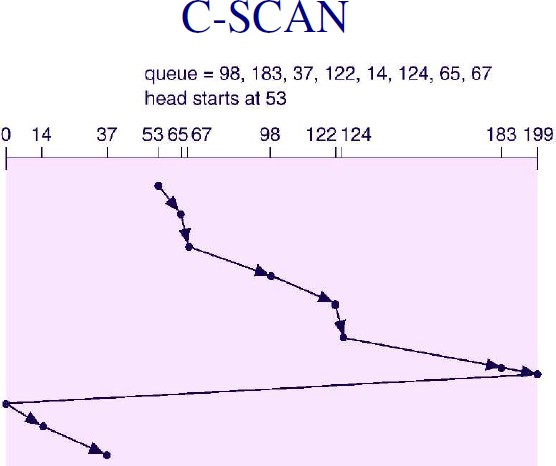 C-SCAN
queue = 98, 183, 37, 122, 14, 124, 65, 67
head starts at 53
0 14 37 53 65 67 98 122 124 183 199